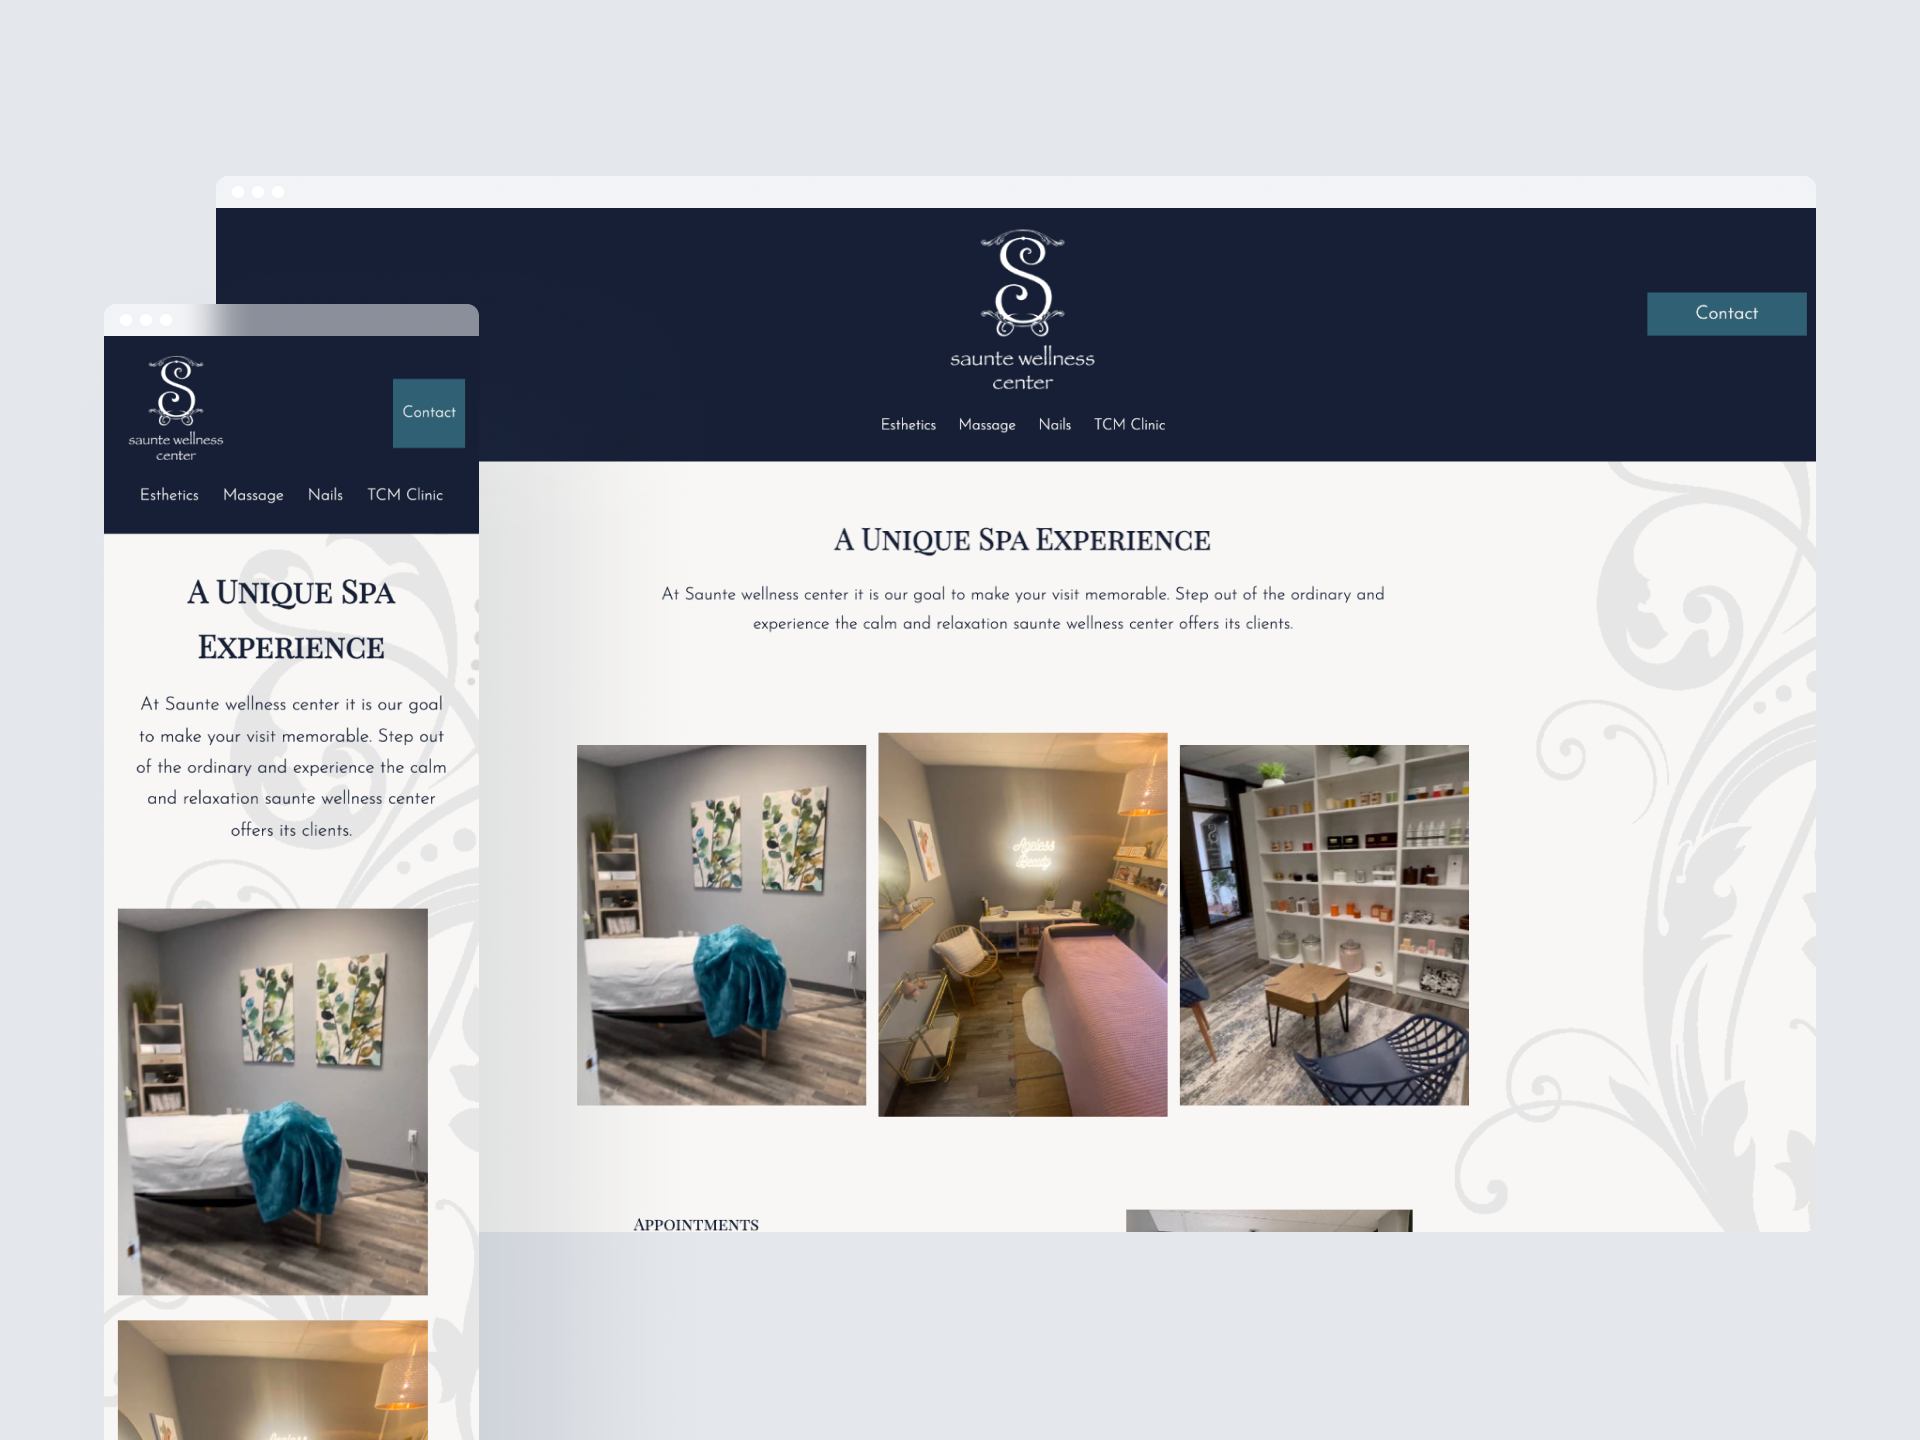 S
saunte wellness
center
Contact
Esthetics Massage Nails TCM Clinic
A Unique Spa Experience
At Saunte wellness center it is our goal to make your visit memorable. Step out of the ordinary and
experience the calm and relaxation saunte wellness center offers its clients.
Ageless
Beauty
Appointments
S
saunte wellness
center
Contact
Esthetics Massage Nails TCM Clinic
A Unique Spa
Experience
At Saunte wellness center it is our goal
to make your visit memorable. Step out
of the ordinary and experience the calm
and relaxation saunte wellness center
offers its clients.
Ageless